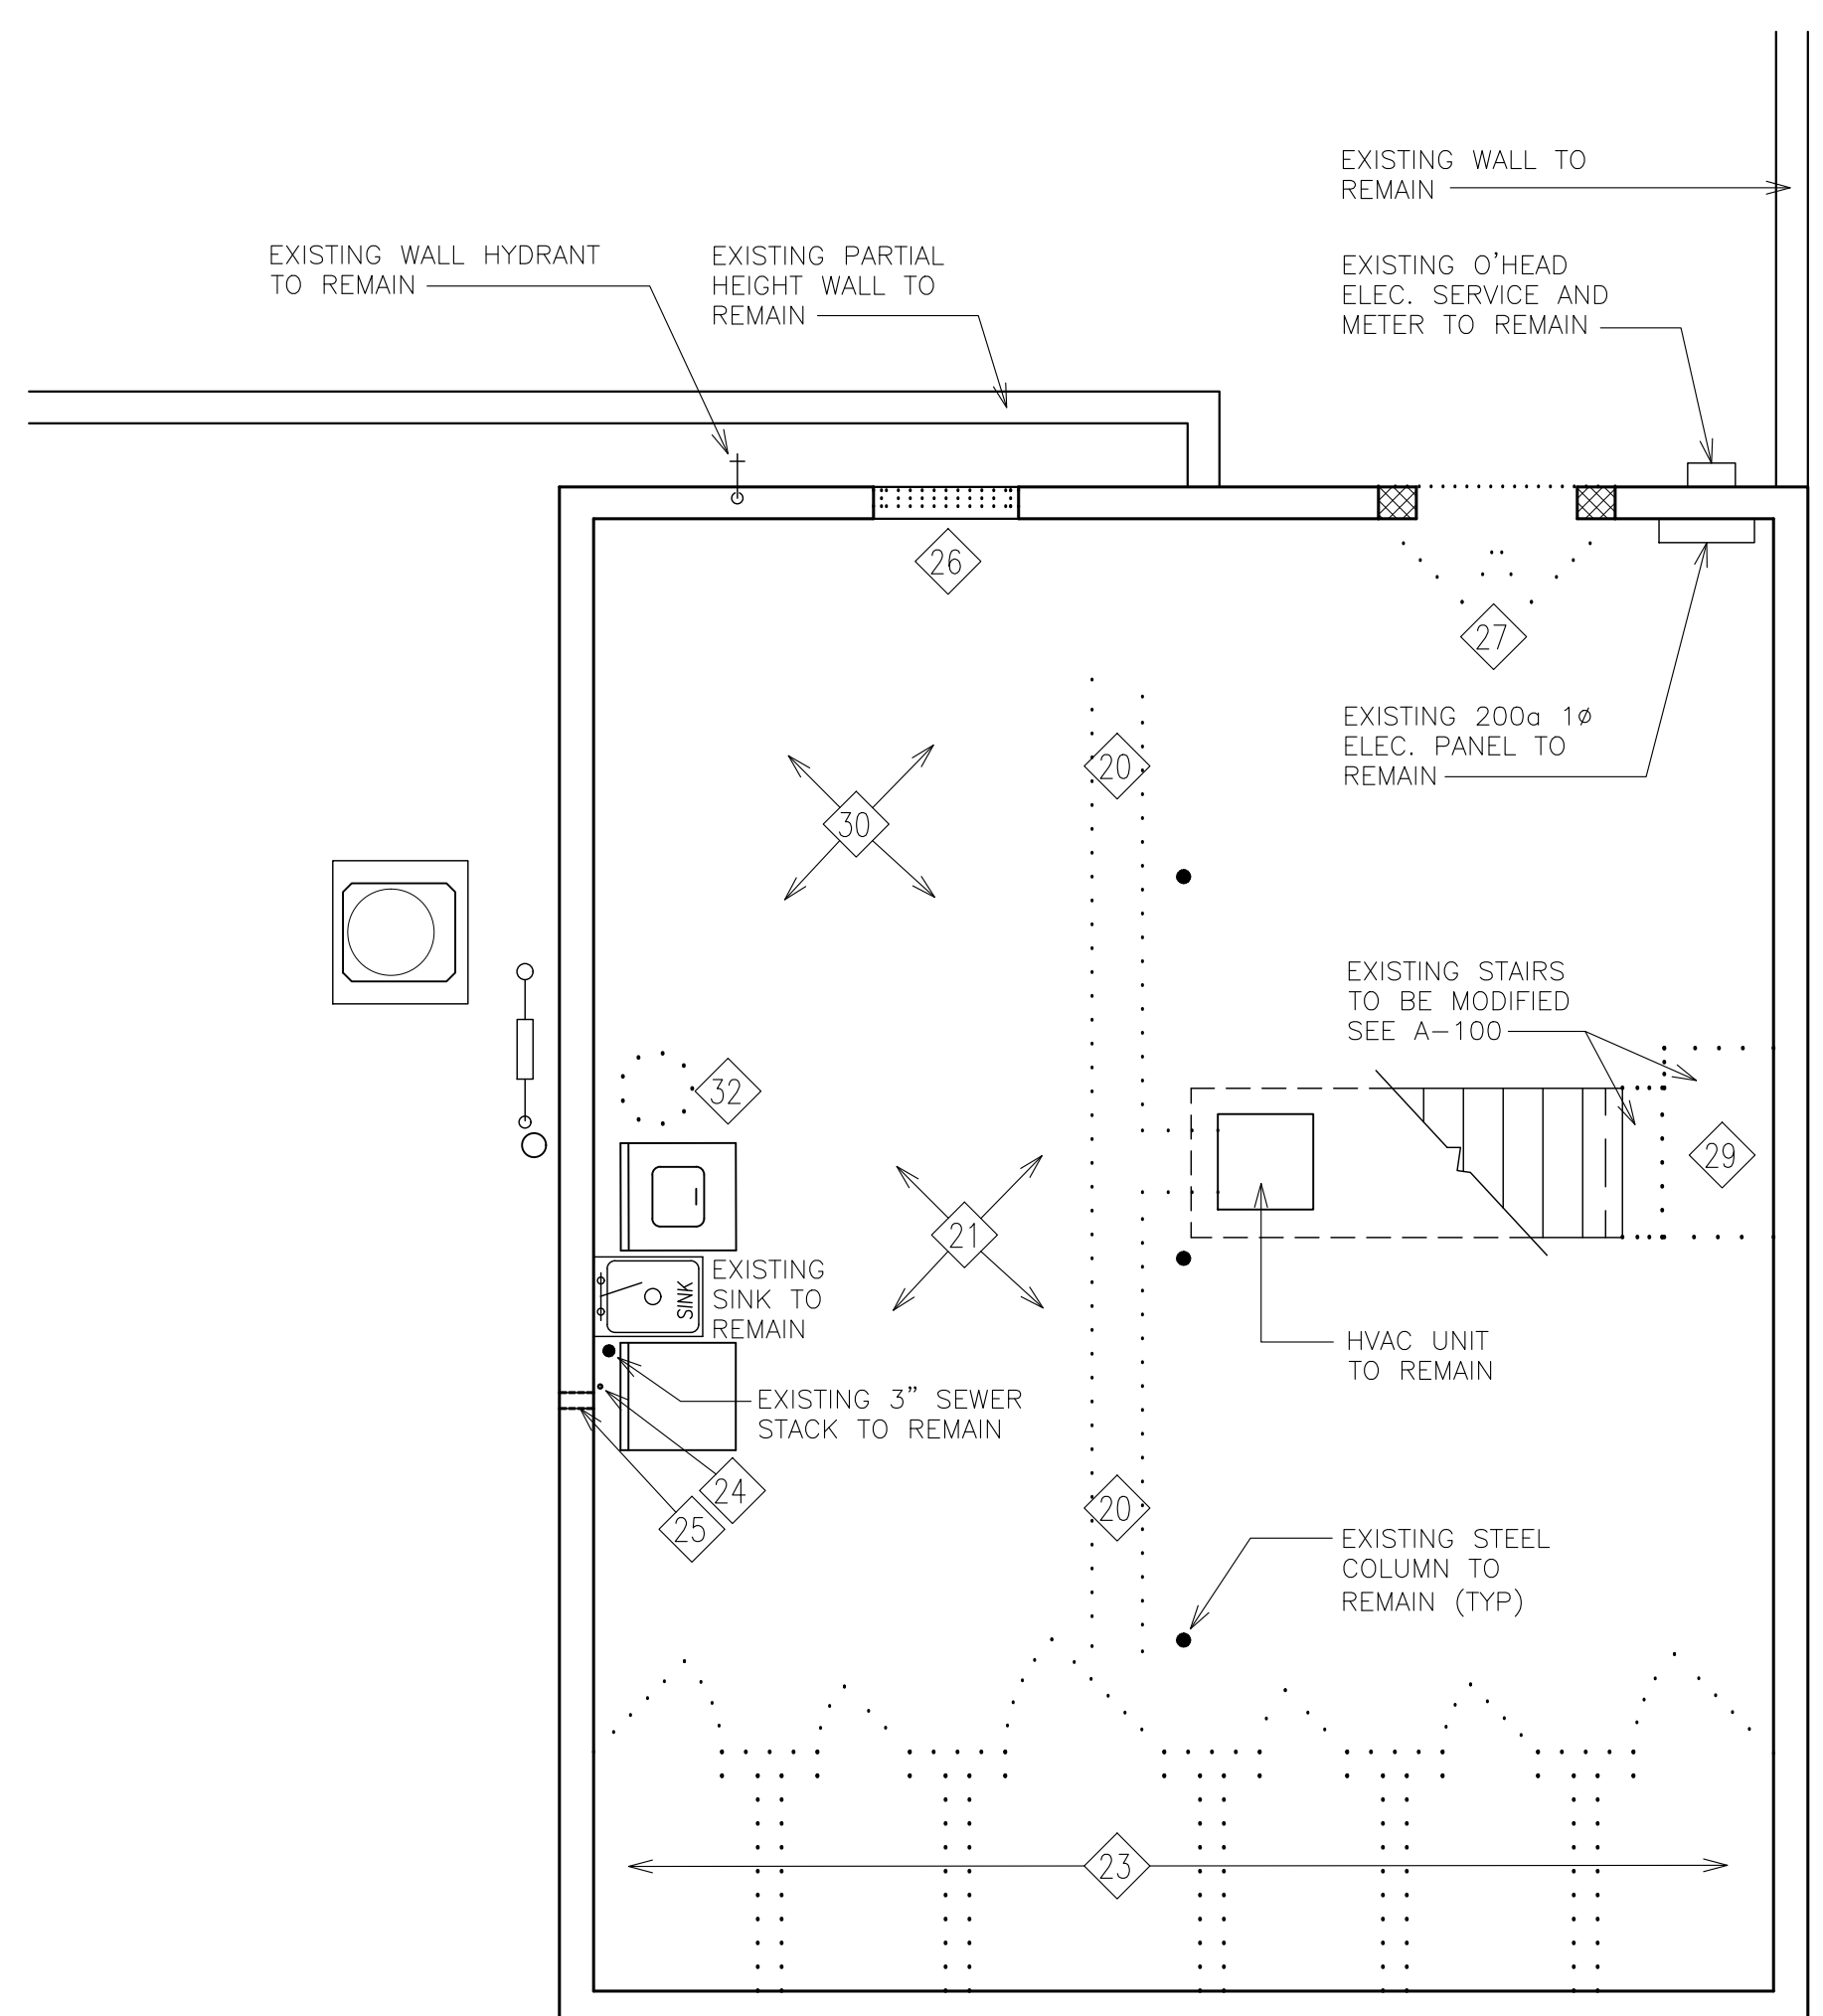 EXISTING WALL TO
REMAIN
EXISTING WALL HYDRANT
TO REMAIN
EXISTING PARTIAL
HEIGHT WALL TO
REMAIN
EXISTING O'HEAD
ELEC. SERVICE AND
METER TO REMAIN
26
27
EXISTING 200a 1ø
ELEC. PANEL TO
REMAIN
20
30
EXISTING STAIRS
TO BE MODIFIED
SEE A-100
32
29
21
EXISTING
SINK TO
REMAIN
SINK
HVAC UNIT
TO REMAIN
EXISTING 3" SEWER
STACK TO REMAIN
24
25
20
EXISTING STEEL
COLUMN TO
REMAIN (TYP)
23